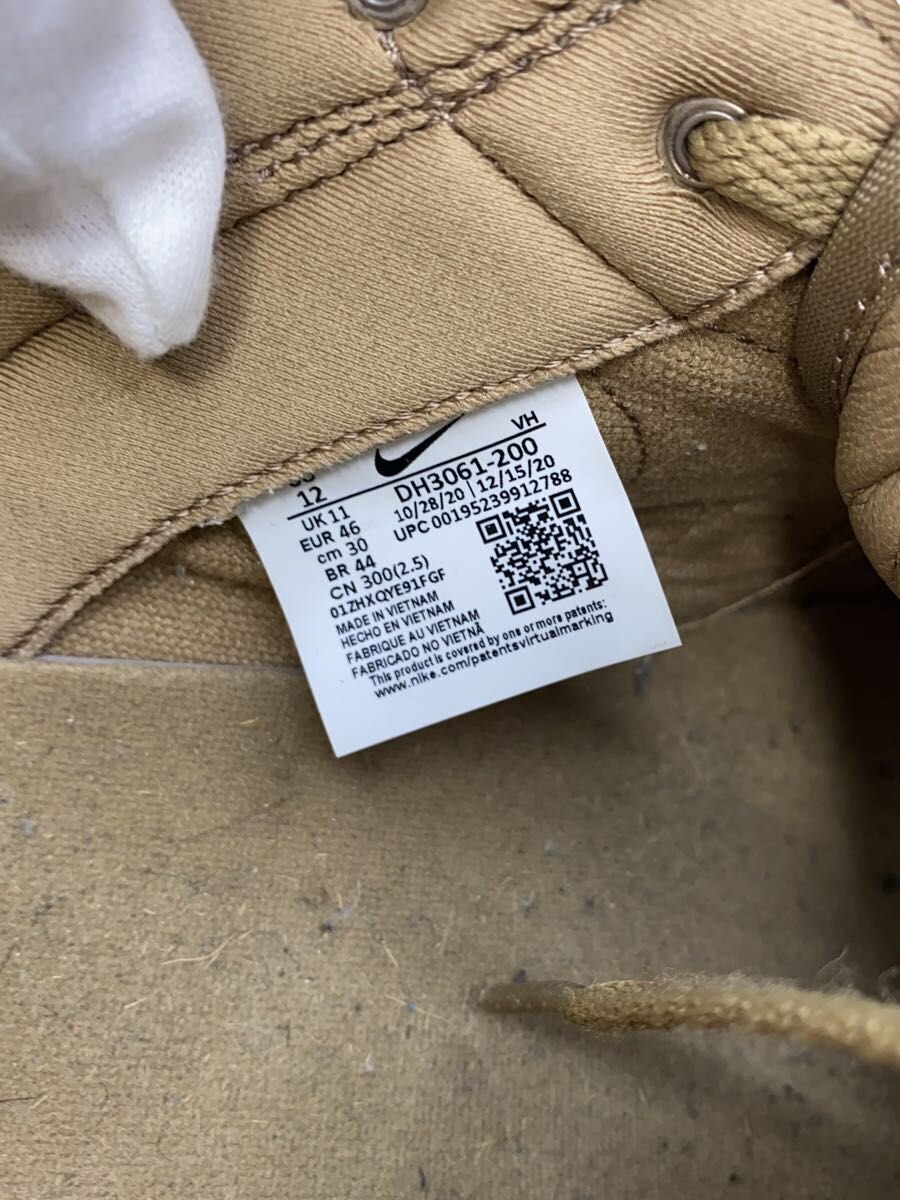 VH
12
DH3061-200
UK 11
10/28/20 | 12/15/20
EUR 46
UPC 00195239912788
cm 30
BR 44
CN 300(2.5)
01ZHXQYE91FGF
MADE IN VIETNAM
HECHO EN VIETNAM
FABRIQUE AU VIETNAM
FABRICADO NO VIETNÃ
This product is covered by one or more patents:
www.nike.com/patentsvirtualmarking